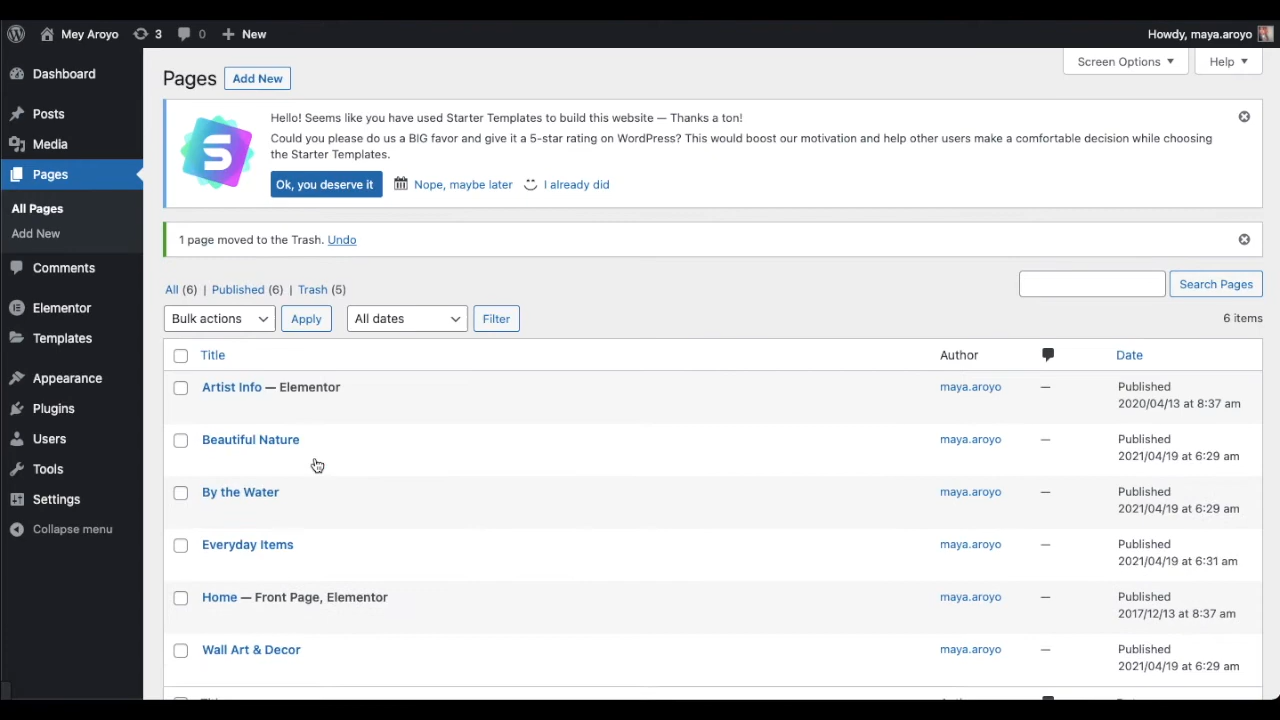 Mey Aroyo 3 0 New Howdy, maya.aroyo
Dashboard
Posts
Media
Pages
All Pages
Add New
Comments
Elementor
Templates
Appearance
Plugins
Users
Tools
Settings
Collapse menu
Screen Options Help
Pages Add New
Hello! Seems like you have used Starter Templates to build this website — Thanks a ton!
Could you please do us a BIG favor and give it a 5-star rating on WordPress? This would boost our motivation and help other users make a comfortable decision while choosing
the Starter Templates.
Ok, you deserve it Nope, maybe later I already did
1 page moved to the Trash. Undo
All (6) | Published (6) | Trash (5)
Search Pages
Bulk actions Apply All dates Filter 6 items
Title Author Date
Artist Info — Elementor maya.aroyo — Published
2020/04/13 at 8:37 am
Beautiful Nature maya.aroyo — Published
2021/04/19 at 6:29 am
By the Water maya.aroyo — Published
2021/04/19 at 6:29 am
Everyday Items maya.aroyo — Published
2021/04/19 at 6:31 am
Home — Front Page, Elementor maya.aroyo — Published
2017/12/13 at 8:37 am
Wall Art & Decor maya.aroyo — Published
2021/04/19 at 6:29 am